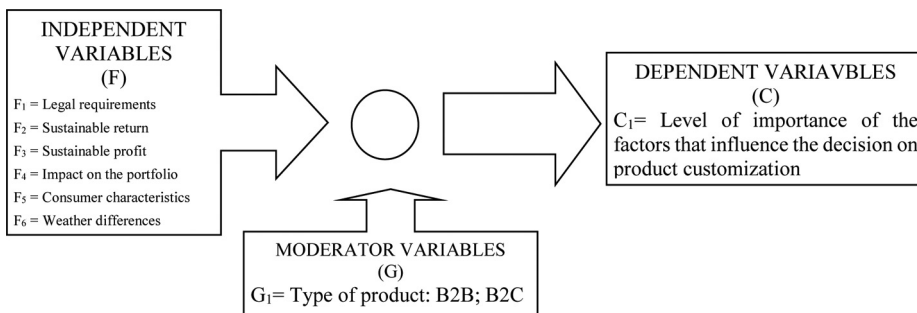 INDEPENDENT
VARIABLES
(F)
F₁ = Legal requirements
F₂ = Sustainable return
F₃ = Sustainable profit
F₄ = Impact on the portfolio
F₅ = Consumer characteristics
F₆ = Weather differences
DEPENDENT VARIAVBLES
(C)
C₁= Level of importance of the
factors that influence the decision on
product customization
MODERATOR VARIABLES
(G)
G₁= Type of product: B2B; B2C